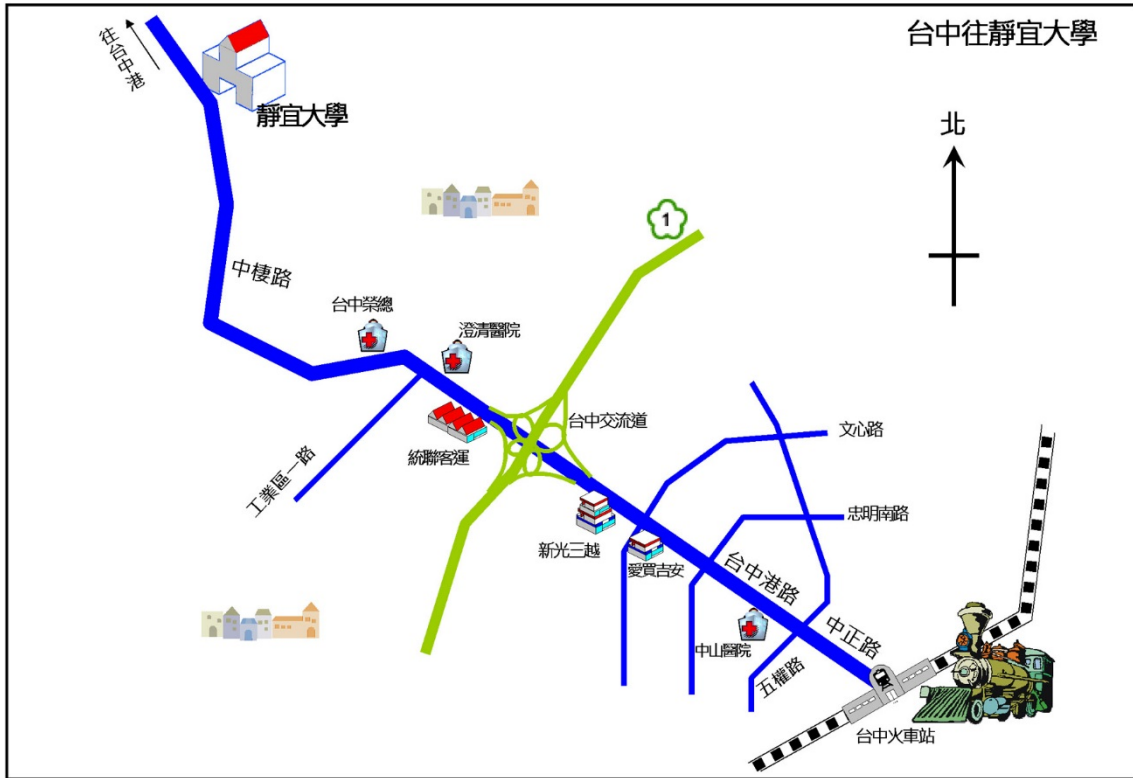 台中往靜宜大學
往台中港
靜宜大學
北
1
中棲路
台中榮總
澄清醫院
台中交流道
文心路
統聯客運
工業區一路
忠明南路
新光三越
愛買吉安
台中港路
中正路
中山醫院
五權路
台中火車站